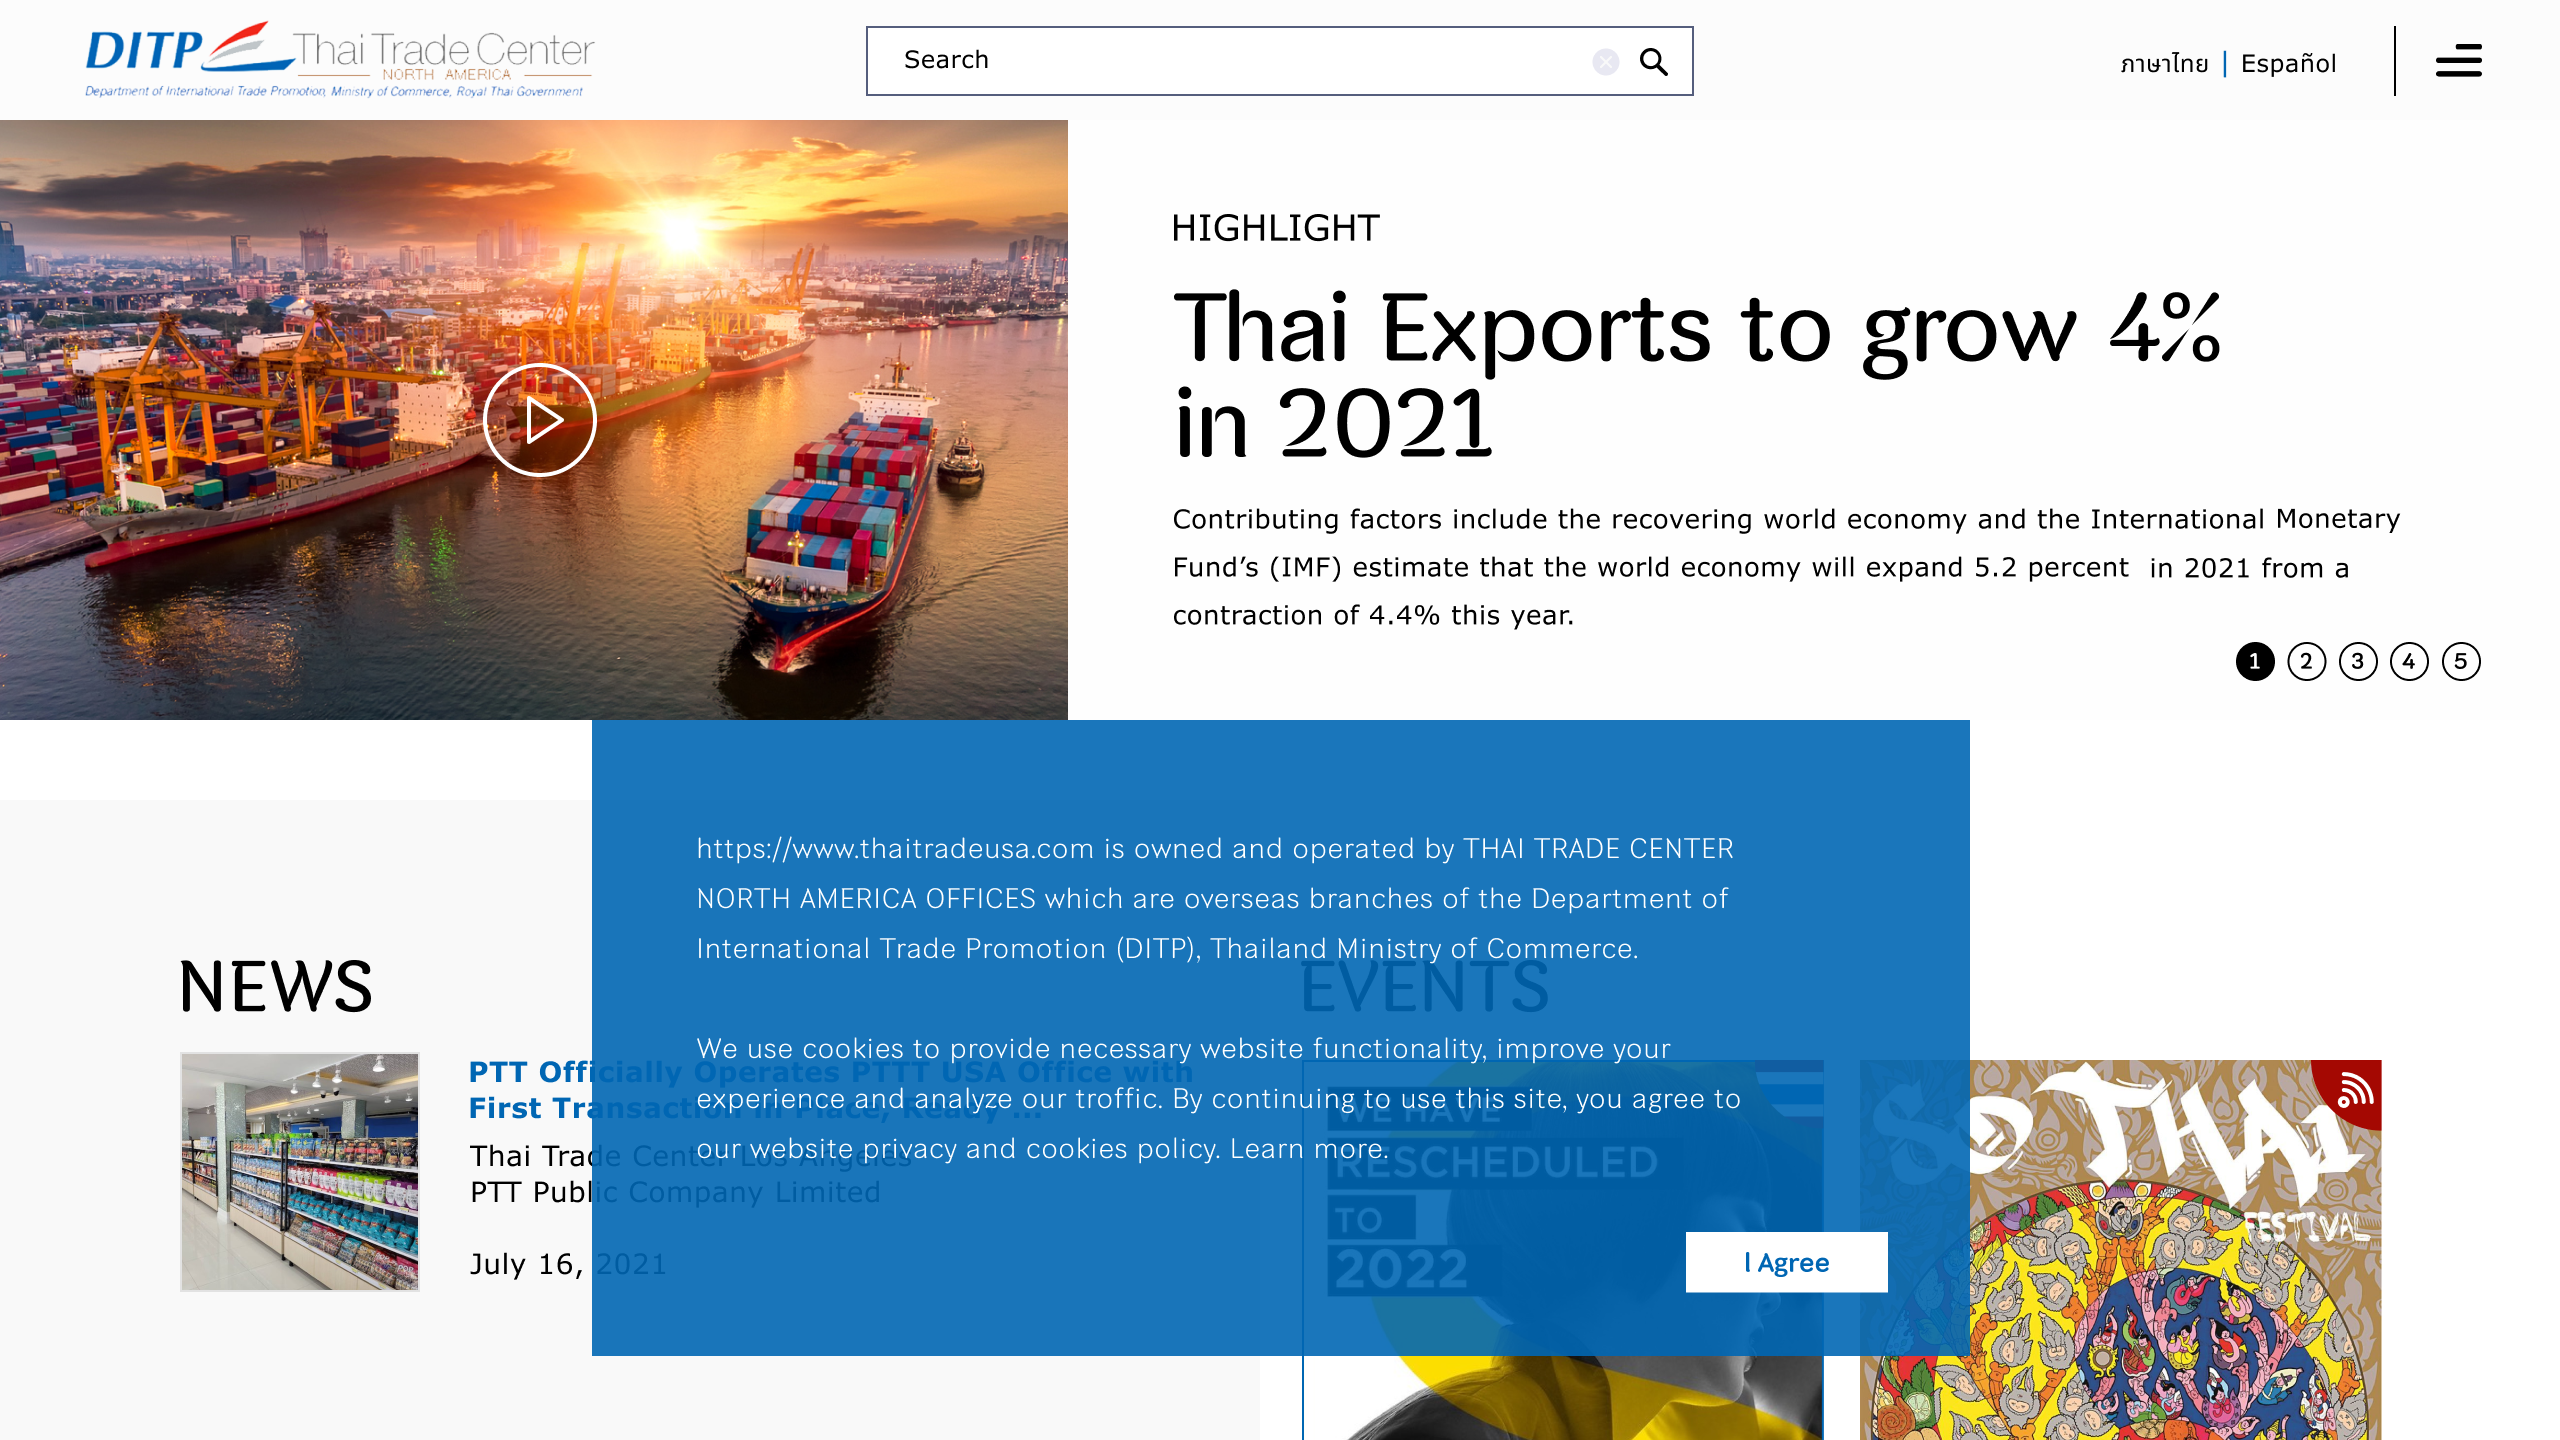 DITP Thai Trade Center
NORTH AMERICA
Department of International Trade Promotion, Ministry of Commerce, Royal Thai Government
Search
ภาษาไทย | Español
HIGHLIGHT
Thai Exports to grow 4%
in 2021
Contributing factors include the recovering world economy and the International Monetary
Fund’s (IMF) estimate that the world economy will expand 5.2 percent in 2021 from a
contraction of 4.4% this year.
1 2 3 4 5
https://www.thaitradeusa.com is owned and operated by THAI TRADE CENTER
NORTH AMERICA OFFICES which are overseas branches of the Department of
International Trade Promotion (DITP), Thailand Ministry of Commerce.
We use cookies to provide necessary website functionality, improve your
experience and analyze our troffic. By continuing to use this site, you agree to
our website privacy and cookies policy. Learn more.
I Agree
NEWS
PTT Officially Operates PTTT USA Office with
First Transaction in Place, Ready ...
Thai Trade Center Los Angeles
PTT Public Company Limited
July 16, 2021
EVENTS
WE HAVE
RESCHEDULED
TO
2022
SO THAI
FESTIVAL